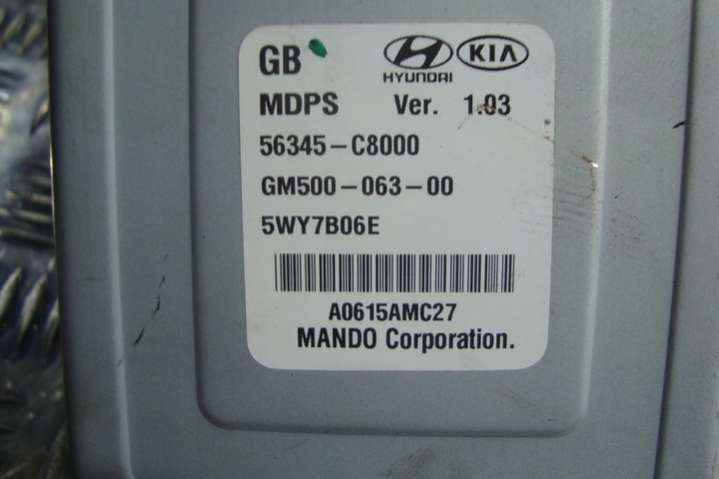 GB HYUNDAI KIA
MDPS Ver. 1.03
56345-C8000
GM500-063-00
5WY7B06E
A0615AMC27
MANDO Corporation.